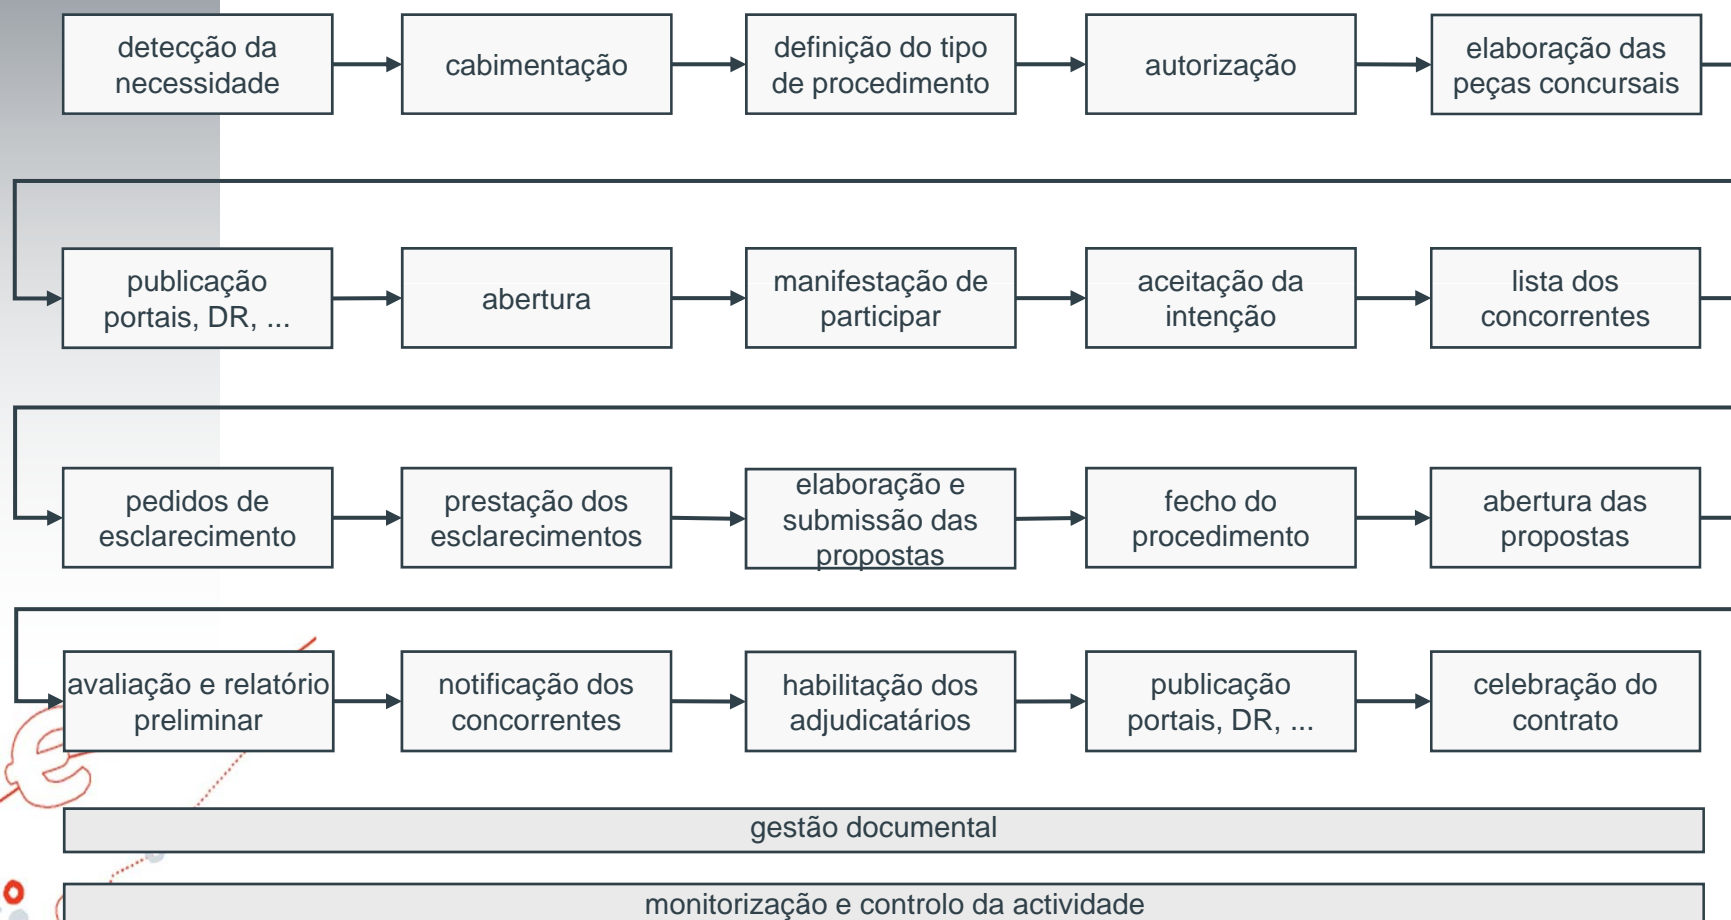 detecção da
necessidade
cabimentação
definição do tipo
de procedimento
autorização
elaboração das
peças concursais
publicação
portais, DR, ...
abertura
manifestação de
participar
aceitação da
intenção
lista dos
concorrentes
pedidos de
esclarecimento
prestação dos
esclarecimentos
elaboração e
submissão das
propostas
fecho do
procedimento
abertura das
propostas
avaliação e relatório
preliminar
notificação dos
concorrentes
habilitação dos
adjudicatários
publicação
portais, DR, ...
celebração do
contrato
gestão documental
monitorização e controlo da actividade